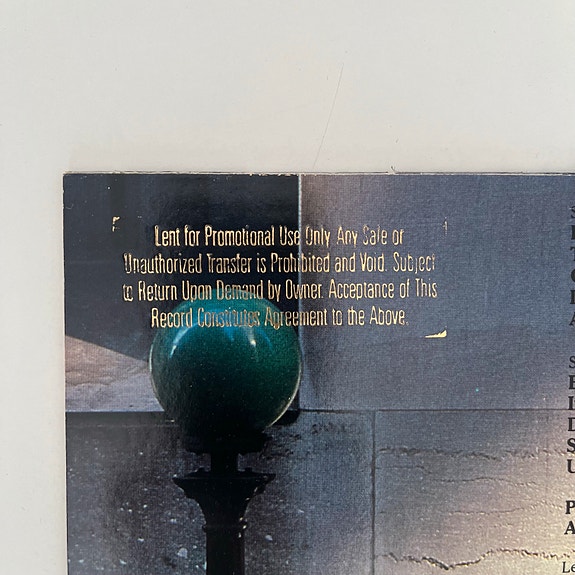 Lent for Promotional Use Only. Any Sale or
Unauthorized Transfer is Prohibited and Void. Subject
to Return Upon Demand by Owner. Acceptance of This
Record Constitutes Agreement to the Above.